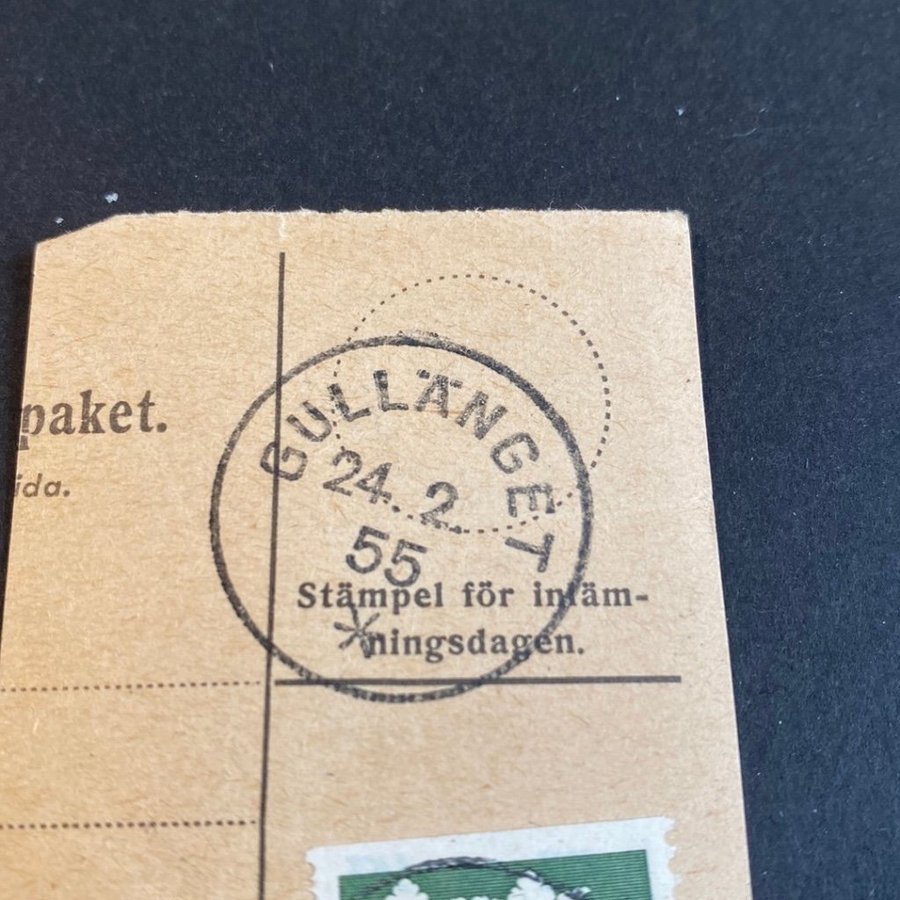 paket.
ida.
GULLÄNGET
24. 2.
55
*
Stämpel för inläm-
ningsdagen.